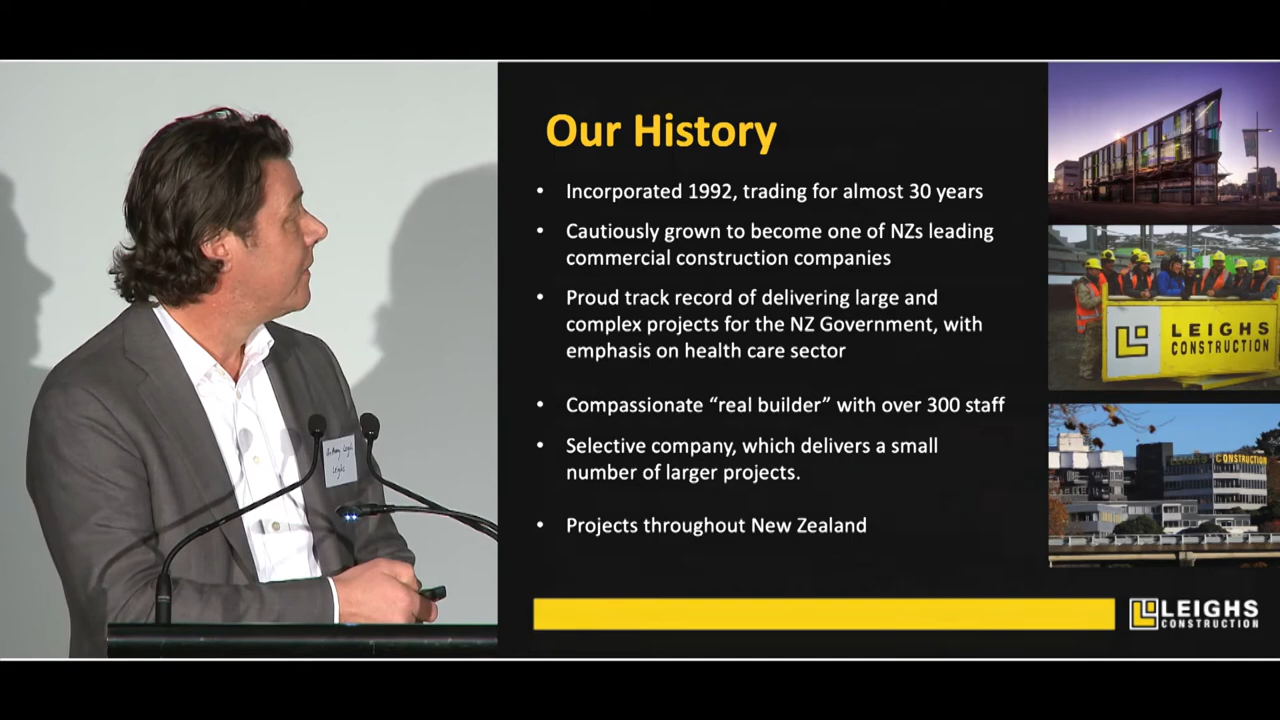 Our History
• Incorporated 1992, trading for almost 30 years
• Cautiously grown to become one of NZs leading
commercial construction companies
• Proud track record of delivering large and
complex projects for the NZ Government, with
emphasis on health care sector
• Compassionate “real builder” with over 300 staff
• Selective company, which delivers a small
number of larger projects.
• Projects throughout New Zealand
LEIGHS
CONSTRUCTION
LEIGHS CONSTRUCTION
LEIGHS
CONSTRUCTION
Leighs